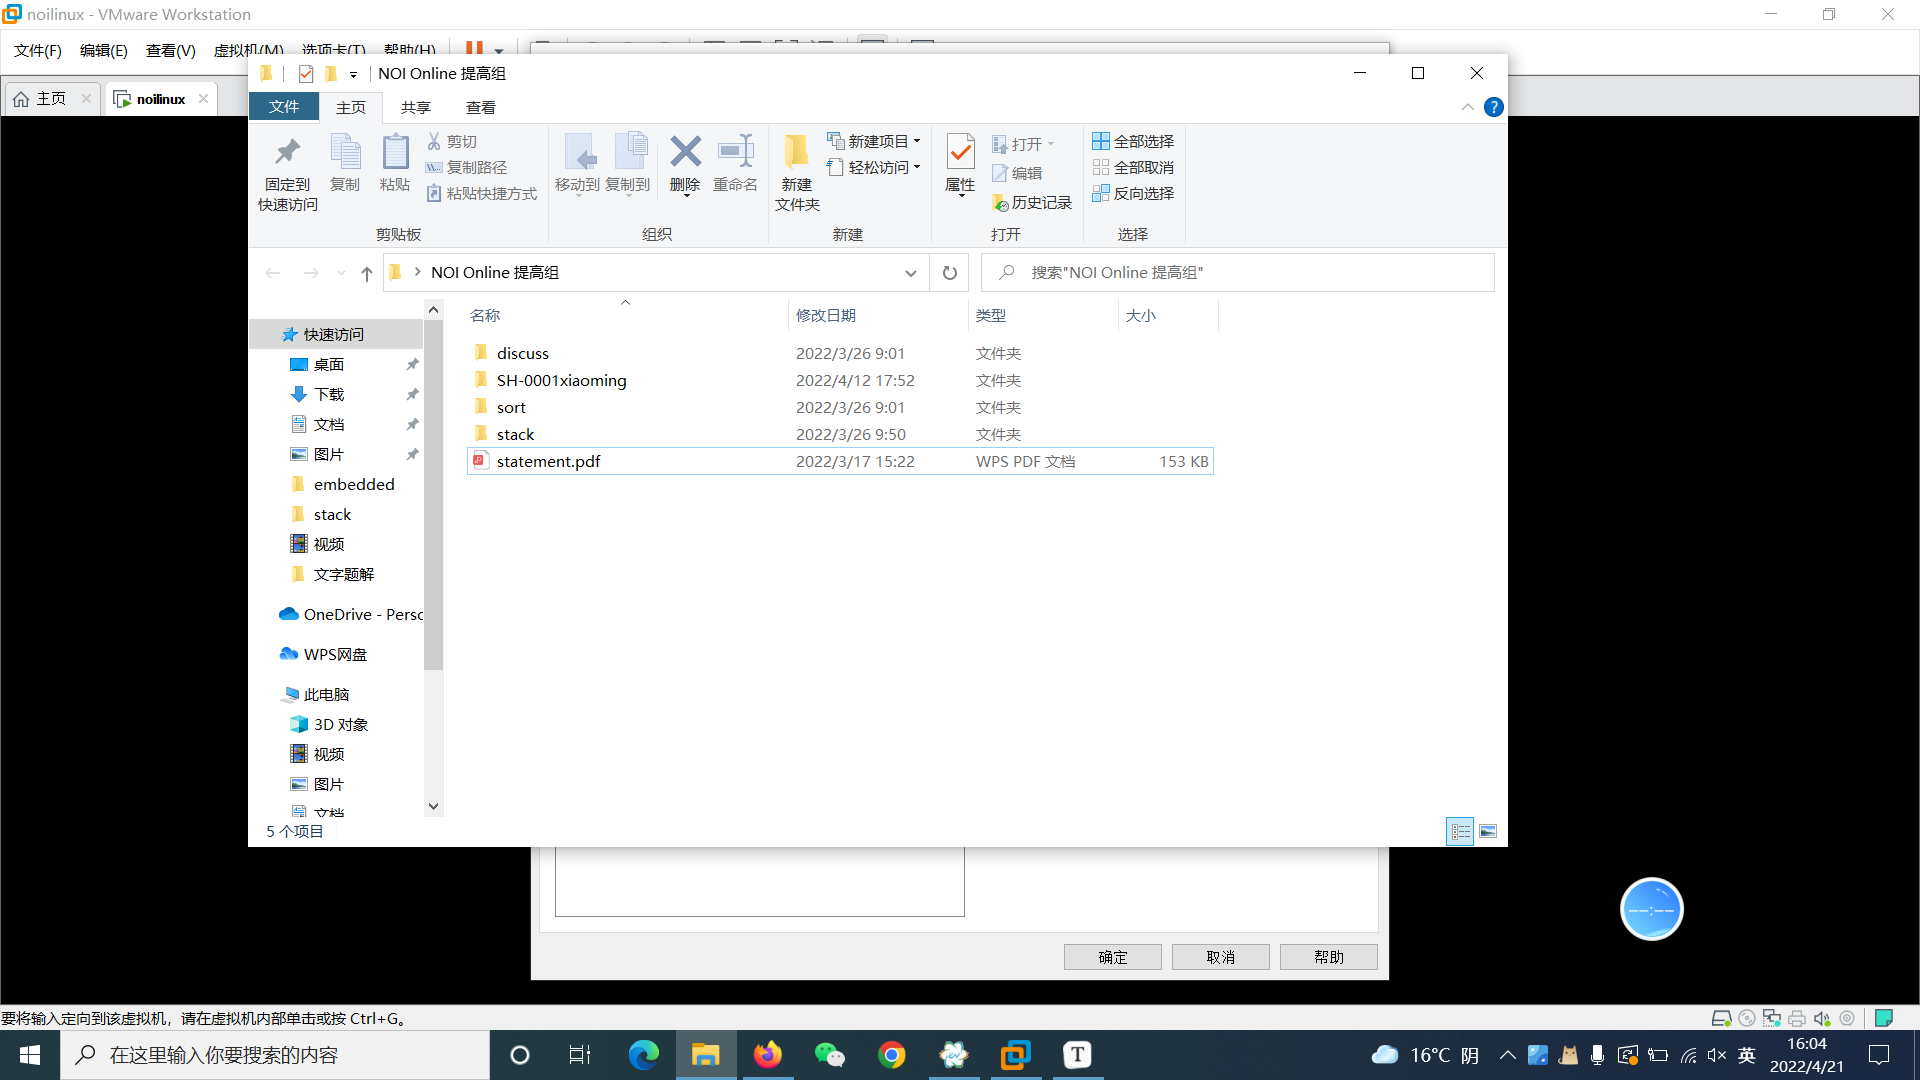 noilinux - VMware Workstation
文件(F) 编辑(E) 查看(V) 虚拟机(M) 选项卡(T) 帮助(H)
主页 noilinux
NOI Online 提高组
文件 主页 共享 查看
固定到
快速访问
复制
粘贴
剪切
复制路径
粘贴快捷方式
剪贴板
移动到
复制到
删除
重命名
组织
新建
文件夹
新建项目
轻松访问
新建
属性
打开
编辑
历史记录
打开
全部选择
全部取消
反向选择
选择
NOI Online 提高组
搜索"NOI Online 提高组"
快速访问
桌面
下载
文档
图片
embedded
stack
视频
文字题解
OneDrive - Perso
WPS网盘
此电脑
3D 对象
视频
图片
文档
名称 修改日期 类型 大小
discuss 2022/3/26 9:01 文件夹
SH-0001xiaoming 2022/4/12 17:52 文件夹
sort 2022/3/26 9:01 文件夹
stack 2022/3/26 9:50 文件夹
statement.pdf 2022/3/17 15:22 WPS PDF 文档 153 KB
5 个项目
确定 取消 帮助
要将输入定向到该虚拟机，请在虚拟机内部单击或按 Ctrl+G。
在这里输入你要搜索的内容
T
16°C 阴
英
16:04
2022/4/21